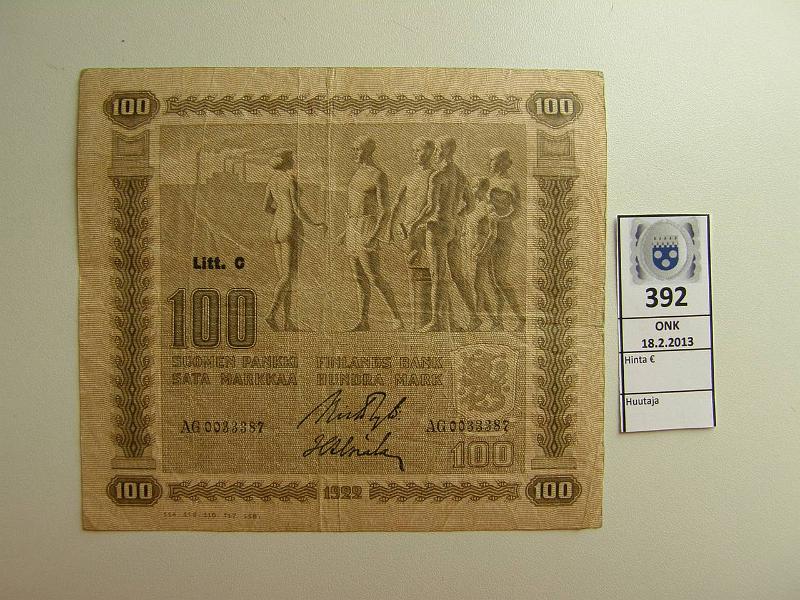 100 100
Litt. C
100
SUOMEN PANKKI FINLANDS BANK
SATA MARKKAA HUNDRA MARK
AG 0033387 AG 0033387
100
100 1922 100
392
ONK
18.2.2013
Hinta €
Huutaja